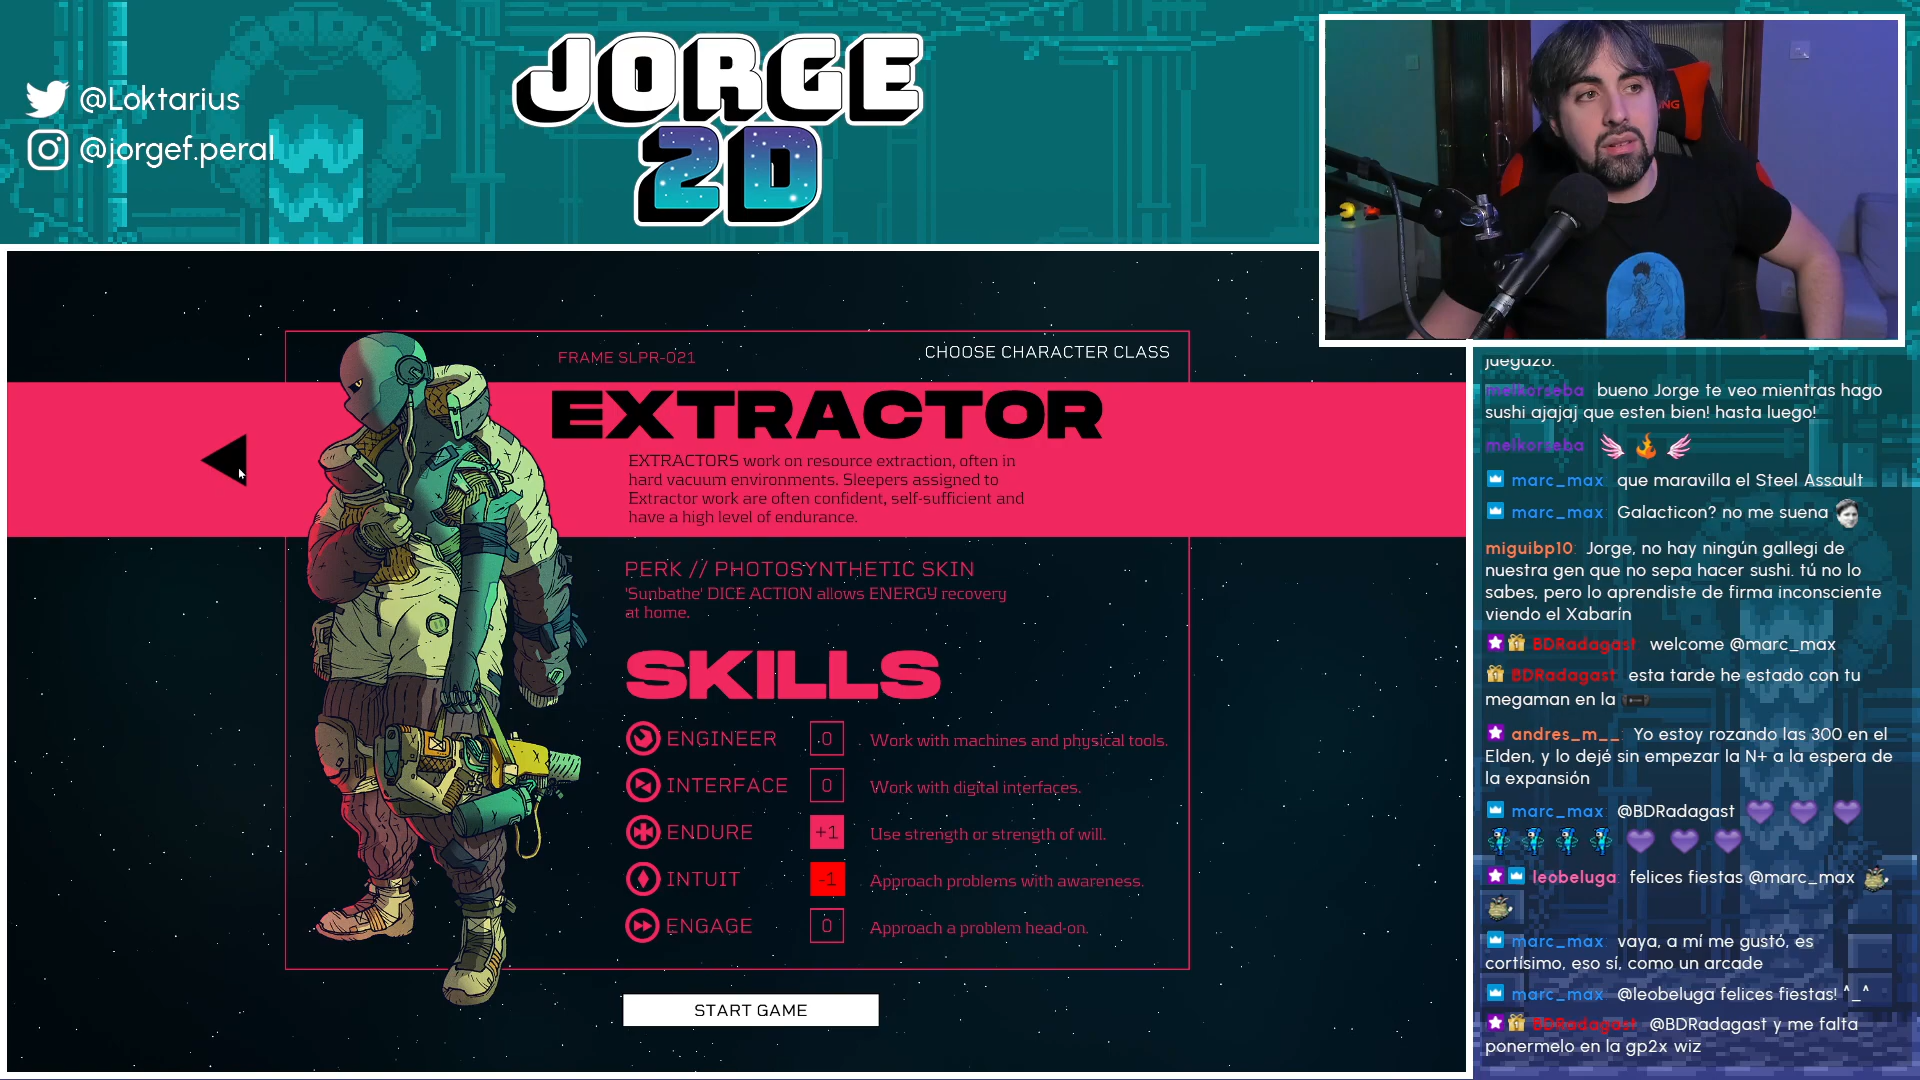 @Loktarius
@jorgef.peral
JORGE
2D
FRAME SLPR-021
CHOOSE CHARACTER CLASS
EXTRACTOR
EXTRACTORS work on resource extraction, often in
hard vacuum environments. Sleepers assigned to
Extractor work are often confident, self-sufficient and
have a high level of endurance.
PERK // PHOTOSYNTHETIC SKIN
'Sunbathe' DICE ACTION allows ENERGY recovery
at home.
SKILLS
ENGINEER 0 Work with machines and physical tools.
INTERFACE 0 Work with digital interfaces.
ENDURE +1 Use strength or strength of will.
INTUIT -1 Approach problems with awareness.
ENGAGE 0 Approach a problem head-on.
START GAME
juegazo.
melkorseba bueno Jorge te veo mientras hago
sushi ajajaj que esten bien! hasta luego!
melkorseba
marc_max: que maravilla el Steel Assault
marc_max: Galacticon? no me suena
miguibp10: Jorge, no hay ningún gallegi de
nuestra gen que no sepa hacer sushi. tú no lo
sabes, pero lo aprendiste de firma inconsciente
viendo el Xabarín
BDRadagast welcome @marc_max
BDRadagast esta tarde he estado con tu
megaman en la
andres_m__: Yo estoy rozando las 300 en el
Elden, y lo dejé sin empezar la N+ a la espera de
la expansión
marc_max: @BDRadagast
leobeluga: felices fiestas @marc_max
marc_max: vaya, a mí me gustó, es
cortísimo, eso sí, como un arcade
marc_max: @leobeluga felices fiestas! ^_^
BDRadagast @BDRadagast y me falta
ponermelo en la gp2x wiz